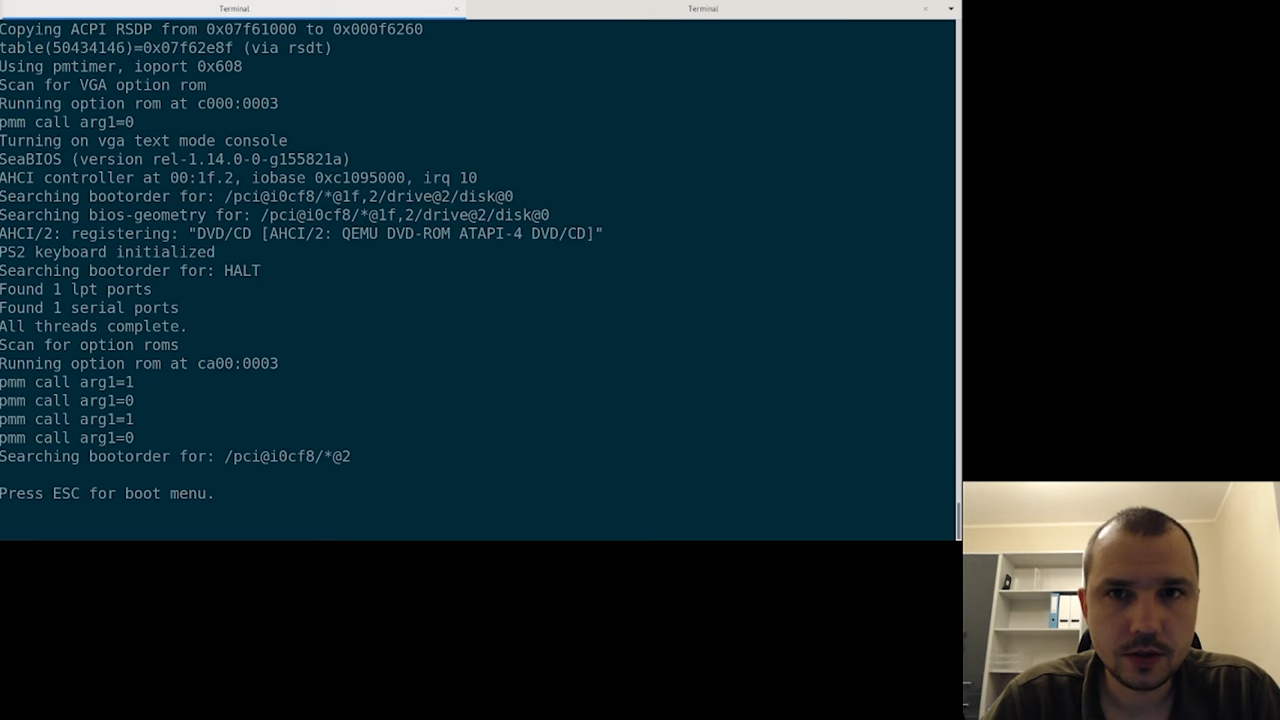 Terminal
Terminal
Copying ACPI RSDP from 0x07f61000 to 0x000f6260
table(50434146)=0x07f62e8f (via rsdt)
Using pmtimer, ioport 0x608
Scan for VGA option rom
Running option rom at c000:0003
pmm call arg1=0
Turning on vga text mode console
SeaBIOS (version rel-1.14.0-0-g155821a)
AHCI controller at 00:1f.2, iobase 0xc1095000, irq 10
Searching bootorder for: /pci@i0cf8/*@1f,2/drive@2/disk@0
Searching bios-geometry for: /pci@i0cf8/*@1f,2/drive@2/disk@0
AHCI/2: registering: "DVD/CD [AHCI/2: QEMU DVD-ROM ATAPI-4 DVD/CD]"
PS2 keyboard initialized
Searching bootorder for: HALT
Found 1 lpt ports
Found 1 serial ports
All threads complete.
Scan for option roms
Running option rom at ca00:0003
pmm call arg1=1
pmm call arg1=0
pmm call arg1=1
pmm call arg1=0
Searching bootorder for: /pci@i0cf8/*@2
Press ESC for boot menu.